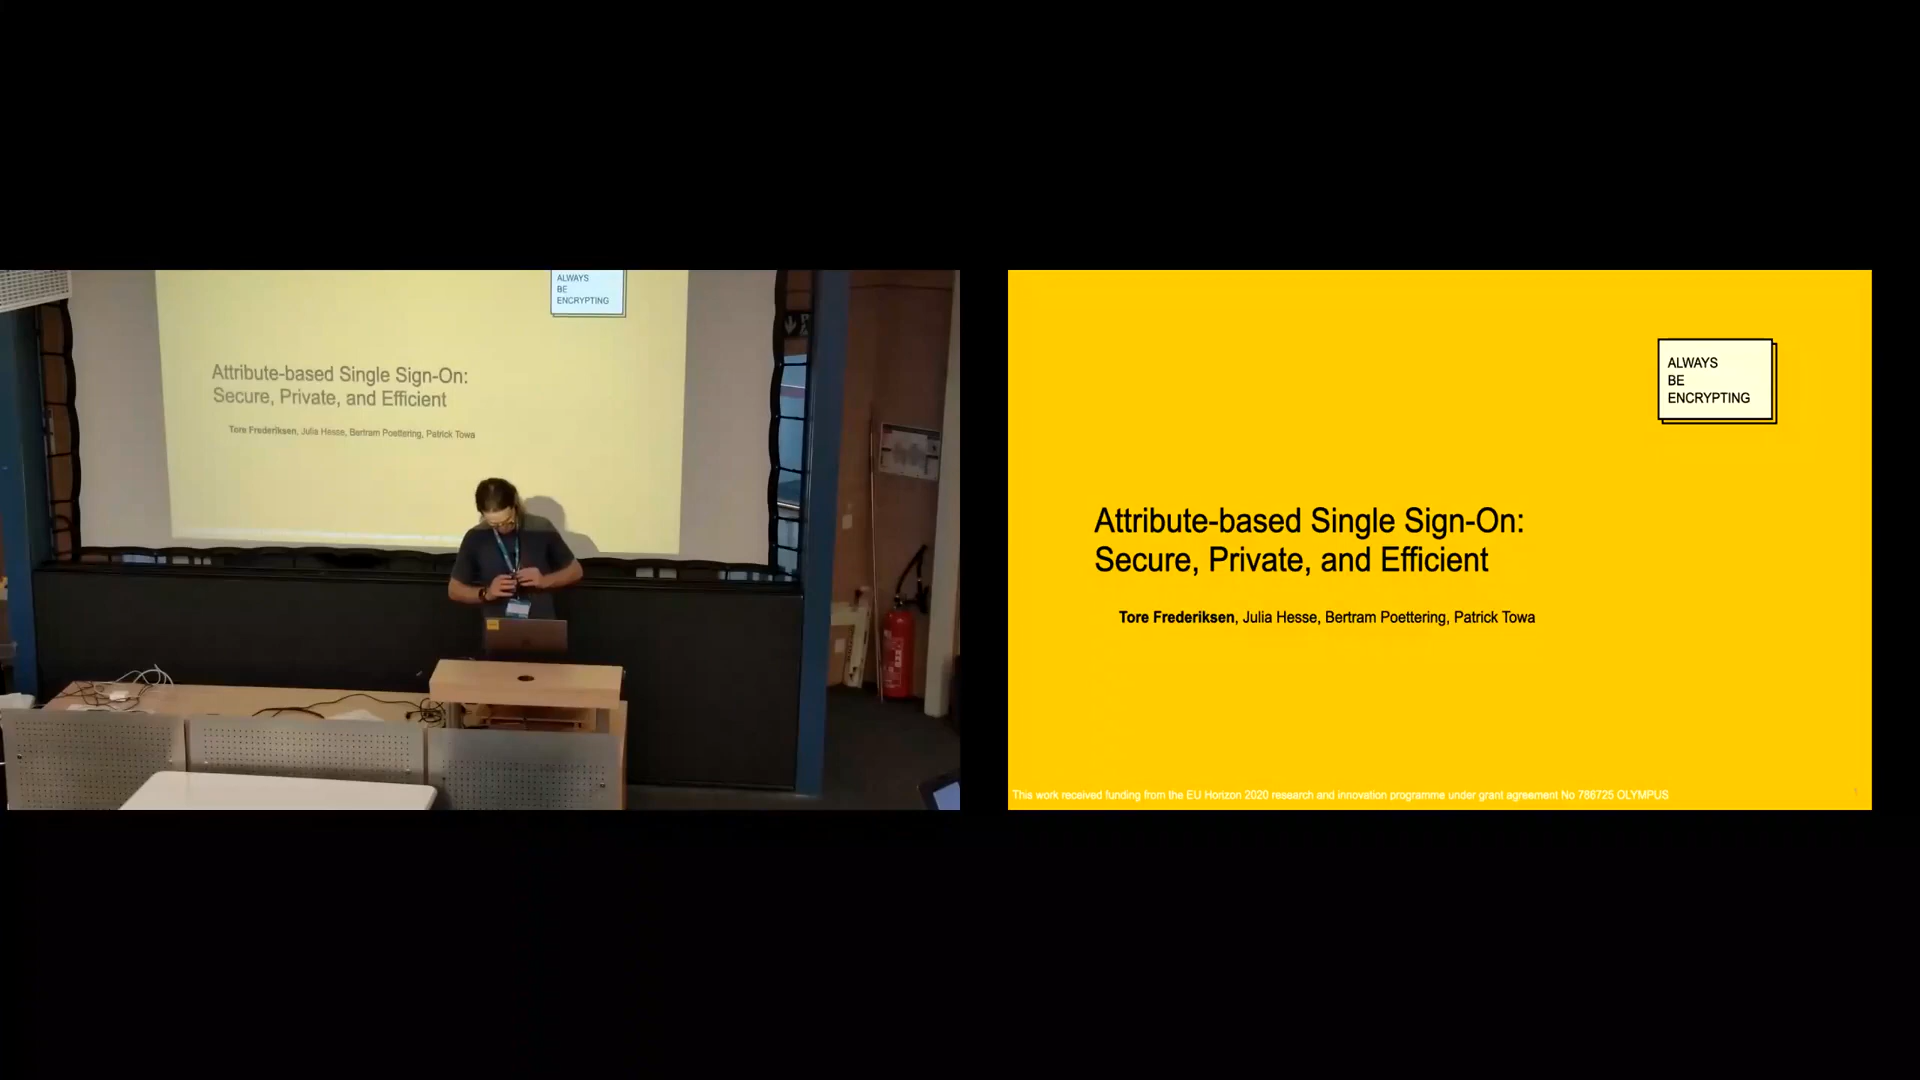 ALWAYS
BE
ENCRYPTING
Attribute-based Single Sign-On:
Secure, Private, and Efficient
Tore Frederiksen, Julia Hesse, Bertram Poettering, Patrick Towa
ALWAYS
BE
ENCRYPTING
Attribute-based Single Sign-On:
Secure, Private, and Efficient
Tore Frederiksen, Julia Hesse, Bertram Poettering, Patrick Towa
This work received funding from the EU Horizon 2020 research and innovation programme under grant agreement No 786725 OLYMPUS
1